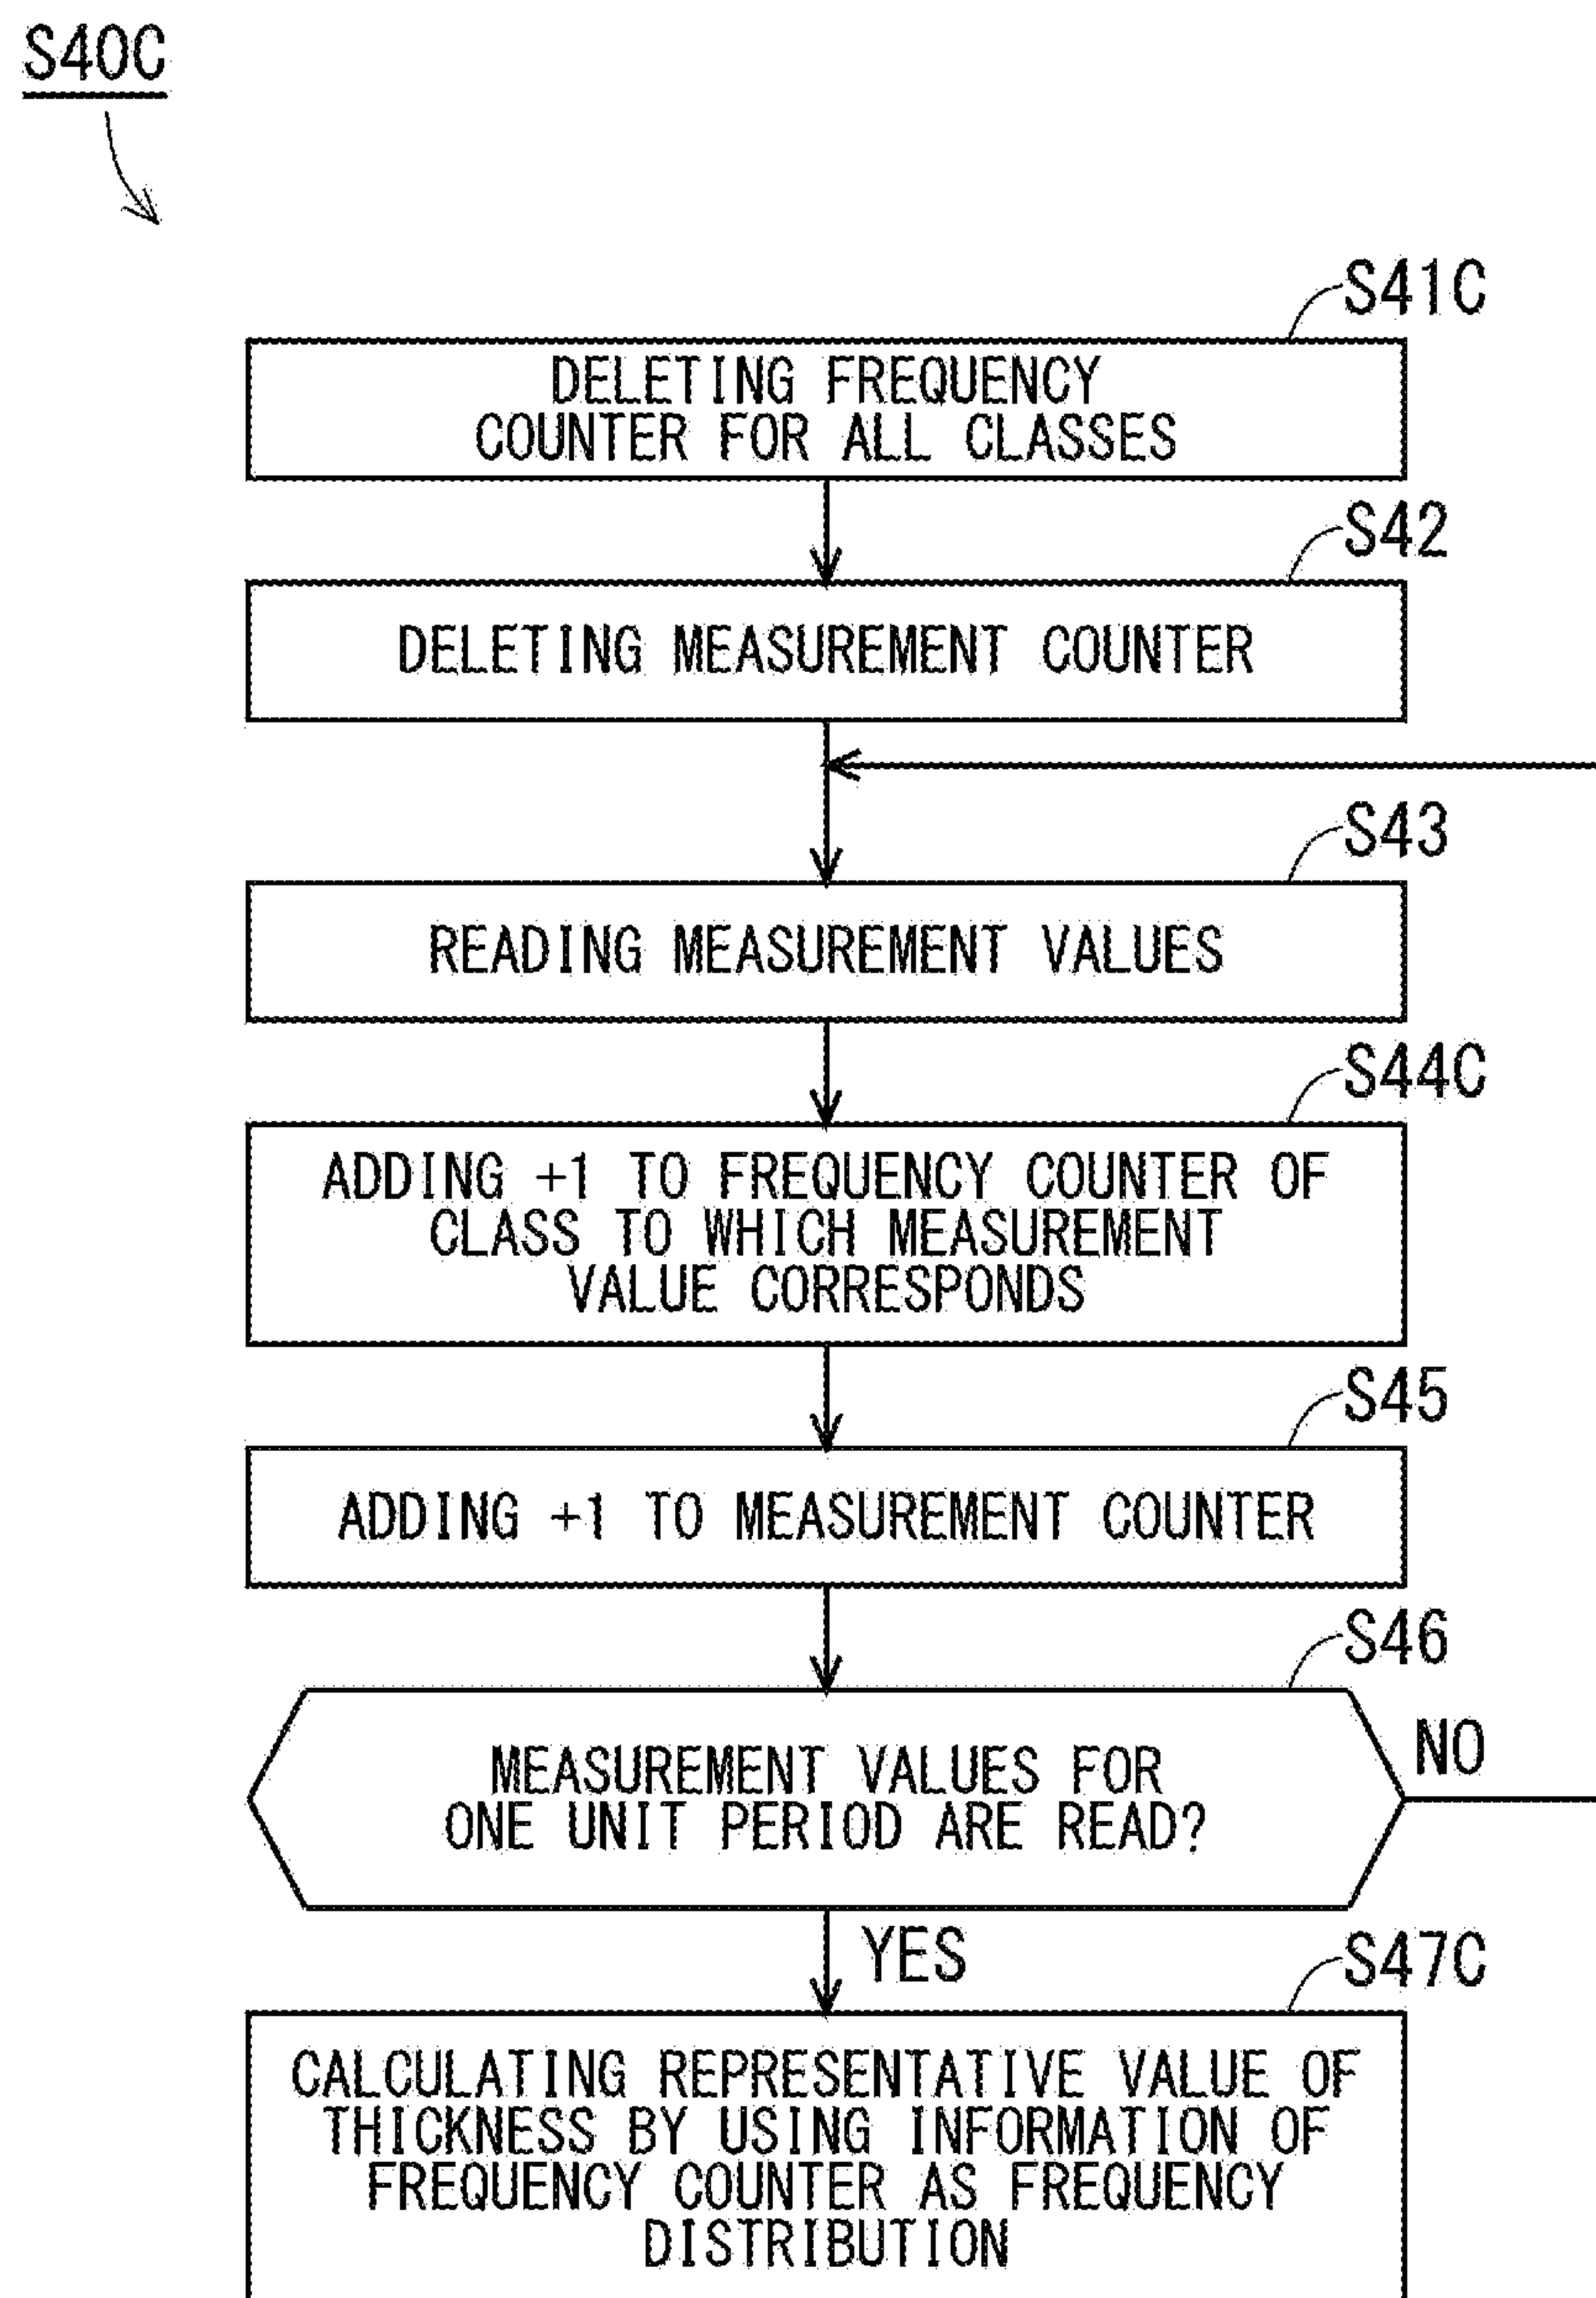 S40C
S41C
DELETING FREQUENCY
COUNTER FOR ALL CLASSES
S42
DELETING MEASUREMENT COUNTER
S43
READING MEASUREMENT VALUES
S44C
ADDING +1 TO FREQUENCY COUNTER OF
CLASS TO WHICH MEASUREMENT
VALUE CORRESPONDS
S45
ADDING +1 TO MEASUREMENT COUNTER
S46
MEASUREMENT VALUES FOR
ONE UNIT PERIOD ARE READ?
NO
YES
S47C
CALCULATING REPRESENTATIVE VALUE OF
THICKNESS BY USING INFORMATION OF
FREQUENCY COUNTER AS FREQUENCY
DISTRIBUTION